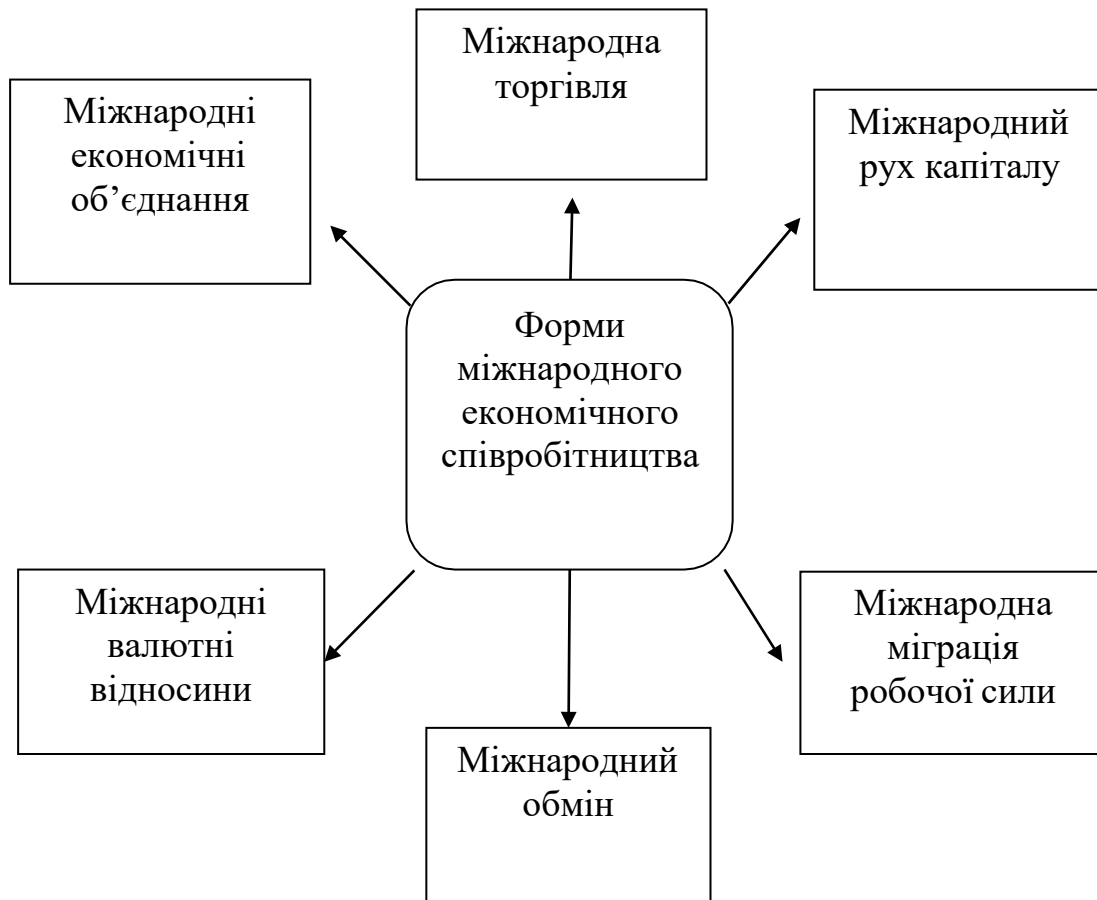 Міжнародна
торгівля
Міжнародні
економічні
об’єднання
Міжнародний
рух капіталу
Форми
міжнародного
економічного
співробітництва
Міжнародні
валютні
відносини
Міжнародна
міграція
робочої сили
Міжнародний
обмін